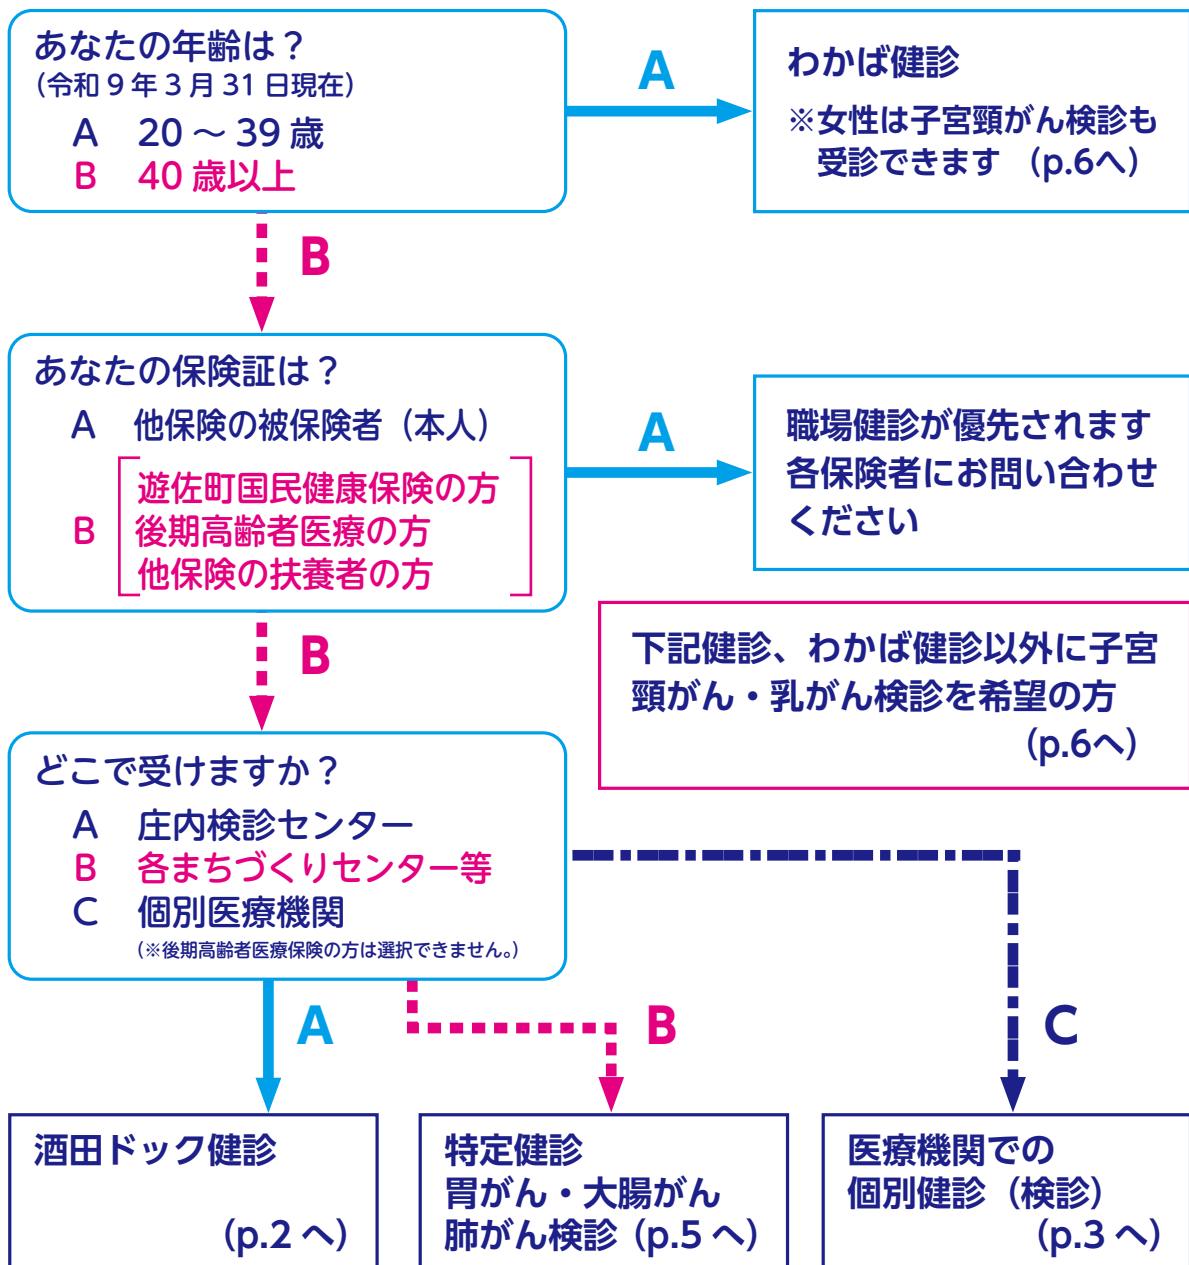 あなたの年齢は？
（令和 9 年 3 月 31 日現在）
A 20 ～ 39 歳
B 40 歳以上
A
わかば健診
※女性は子宮頸がん検診も
受診できます （p.6へ）
B
あなたの保険証は？
A 他保険の被保険者（本人）
B
遊佐町国民健康保険の方
後期高齢者医療の方
他保険の扶養者の方
A
職場健診が優先されます
各保険者にお問い合わせ
ください
B
下記健診、わかば健診以外に子宮
頸がん・乳がん検診を希望の方
（p.6へ）
どこで受けますか？
A 庄内検診センター
B 各まちづくりセンター等
C 個別医療機関
（※後期高齢者医療保険の方は選択できません。）
A
B
C
酒田ドック健診
（p.2 へ）
特定健診
胃がん・大腸がん
肺がん検診（p.5 へ）
医療機関での
個別健診（検診）
（p.3 へ）